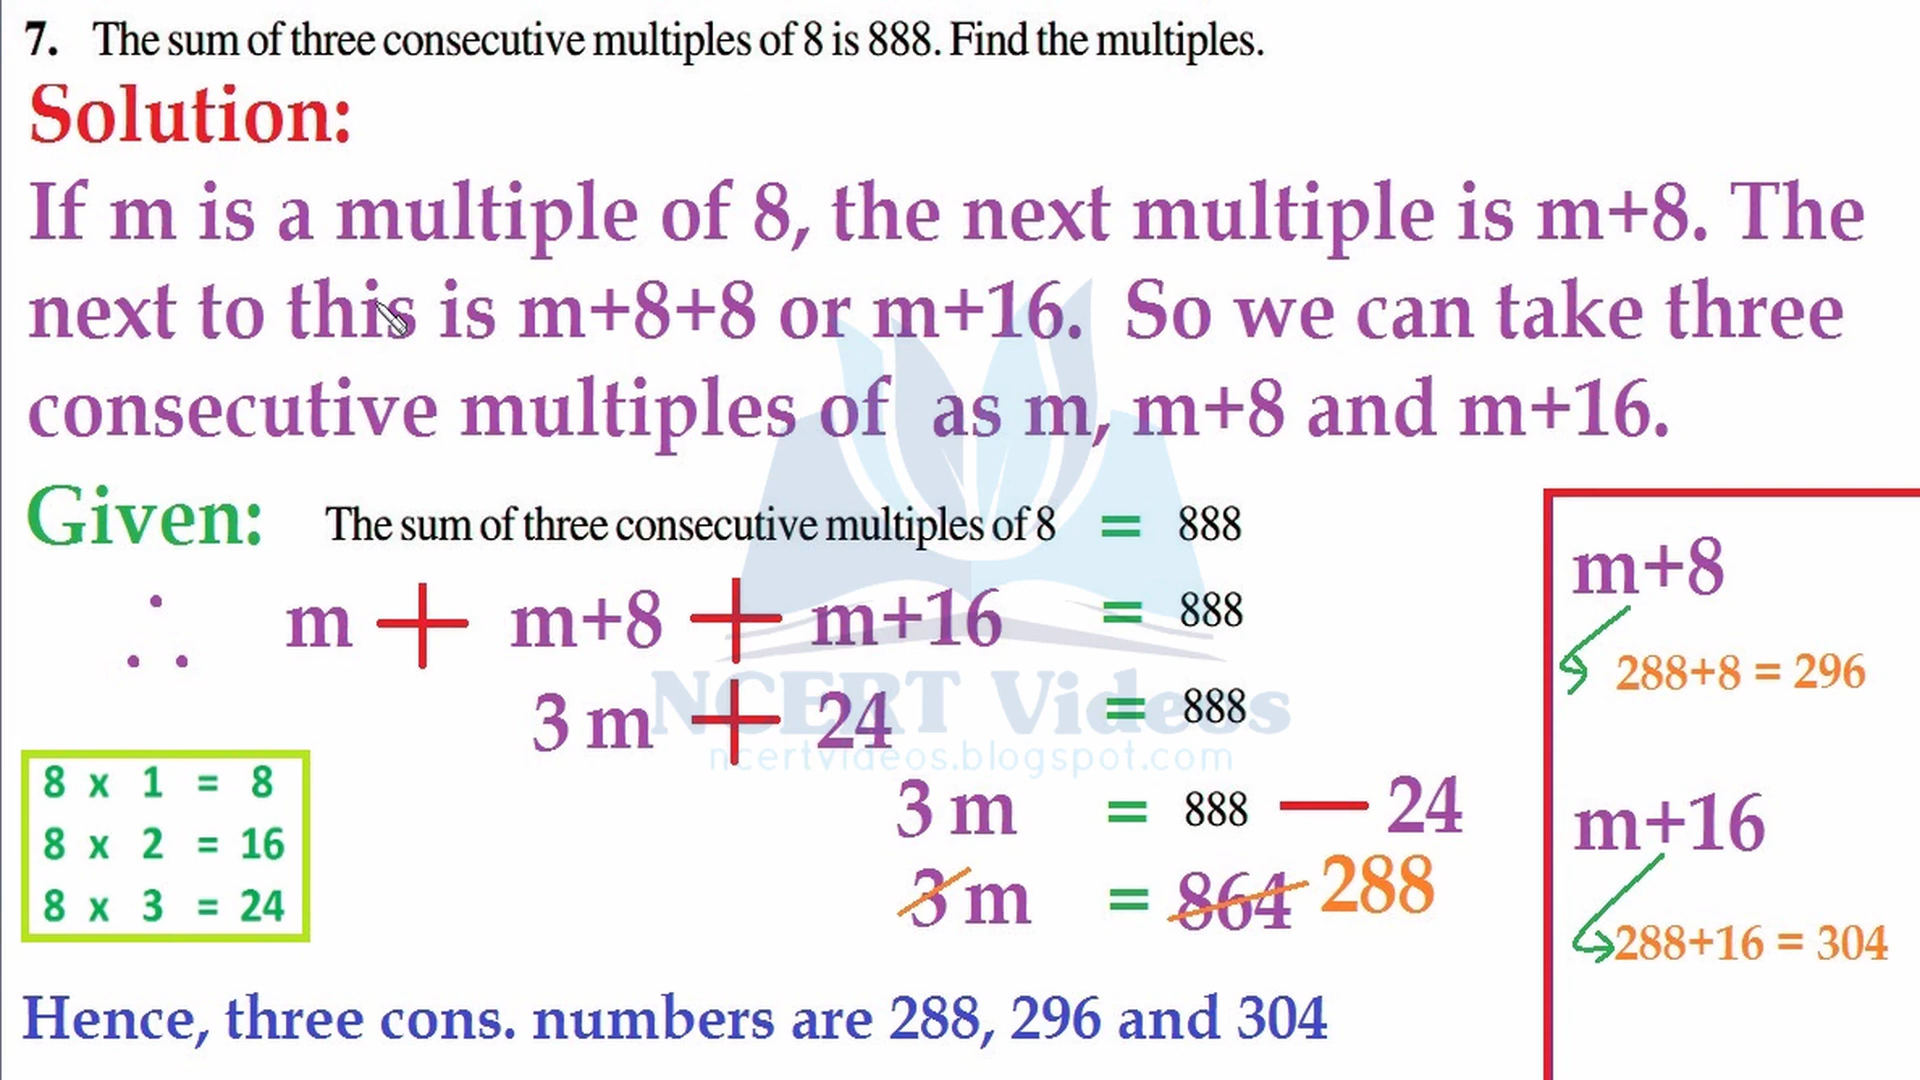 7. The sum of three consecutive multiples of 8 is 888. Find the multiples.
Solution:
If m is a multiple of 8, the next multiple is m+8. The
next to this is m+8+8 or m+16. So we can take three
consecutive multiples of as m, m+8 and m+16.
Given: The sum of three consecutive multiples of 8 = 888
∴ m + m+8 + m+16 = 888
3 m + 24 = 888
3 m = 888 — 24
3 m = 864 288
8 x 1 = 8
8 x 2 = 16
8 x 3 = 24
m+8
288+8 = 296
m+16
288+16 = 304
Hence, three cons. numbers are 288, 296 and 304
NCERT Videos
ncertvideos.blogspot.com